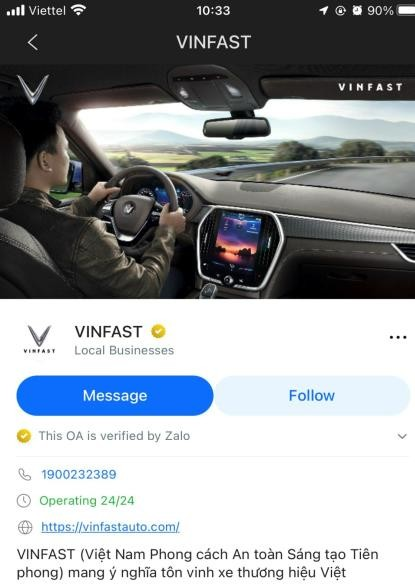 Viettel 10:33 90%
VINFAST
VINFAST
VINFAST
VINFAST
Local Businesses
Message Follow
This OA is verified by Zalo
1900232389
Operating 24/24
https://vinfastauto.com/
VINFAST (Việt Nam Phong cách An toàn Sáng tạo Tiên
phong) mang ý nghĩa tôn vinh xe thương hiệu Việt